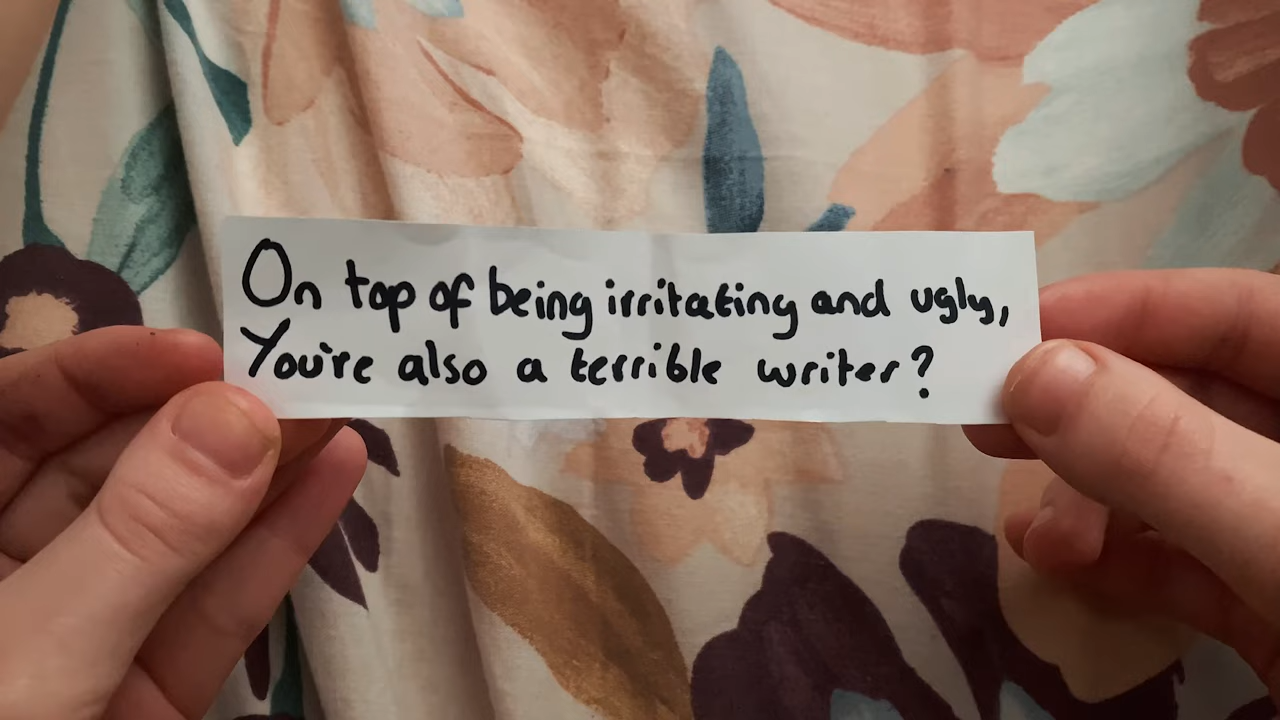 On top of being irritating and ugly,
You're also a terrible writer?